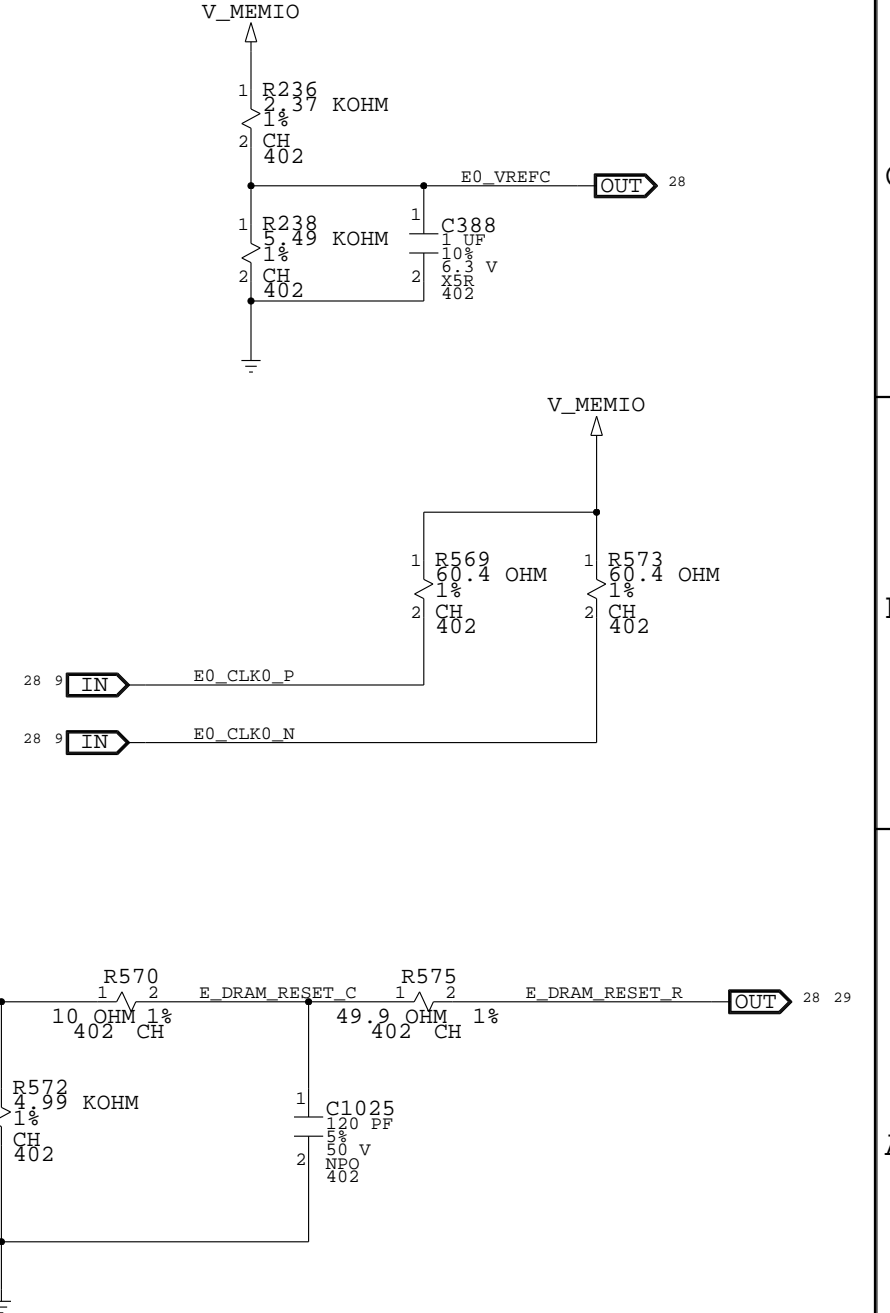 V_MEMIO
1 R236
2.37 KOHM
1%
2 CH
402
E0_VREFC
OUT 28
1 R238
5.49 KOHM
1%
2 CH
402
1 C388
1 UF
10%
6.3 V
2 X5R
402
V_MEMIO
1 R569
60.4 OHM
1%
2 CH
402
1 R573
60.4 OHM
1%
2 CH
402
28 9 IN E0_CLK0_P
28 9 IN E0_CLK0_N
R570
1 2
10 OHM 1%
402 CH
E_DRAM_RESET_C
R575
1 2
49.9 OHM 1%
402 CH
E_DRAM_RESET_R
OUT 28 29
R572
4.99 KOHM
1%
CH
402
1 C1025
120 PF
5%
50 V
2 NPO
402